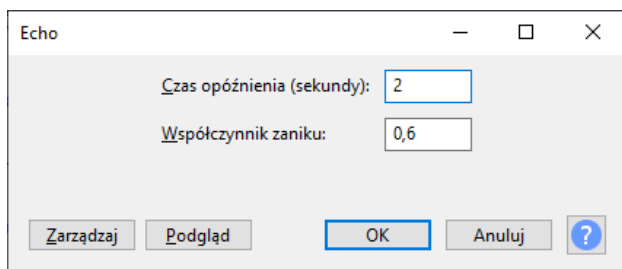 Echo
Czas opóźnienia (sekundy): 2
Współczynnik zaniku: 0,6
Zarządzaj Podgląd OK Anuluj ?